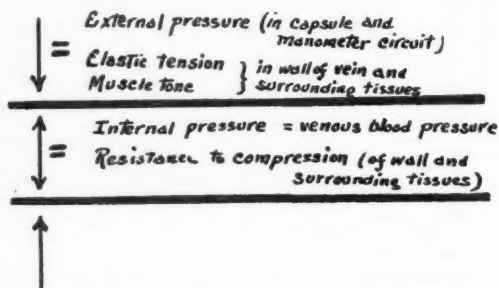 = External pressure (in capsule and
manometer circuit)
Elastic tension } in wall of vein and
Muscle tone surrounding tissues
= Internal pressure = venous blood pressure
Resistance to compression (of wall and
surrounding tissues)